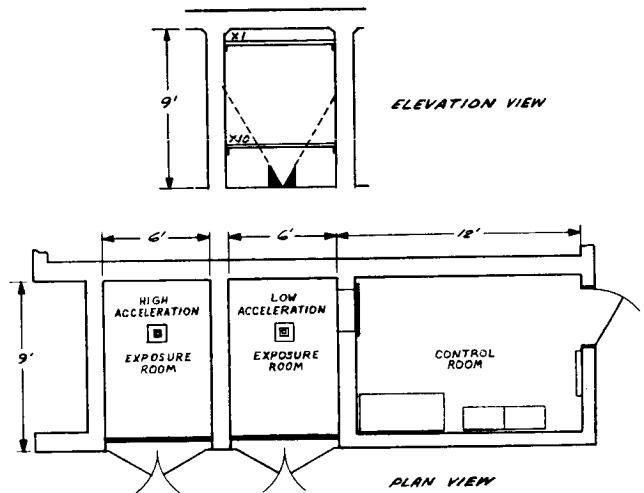 X1
9'
ELEVATION VIEW
X10
6'
6'
12'
HIGH
ACCELERATION
EXPOSURE
ROOM
LOW
ACCELERATION
EXPOSURE
ROOM
9'
CONTROL
ROOM
PLAN VIEW